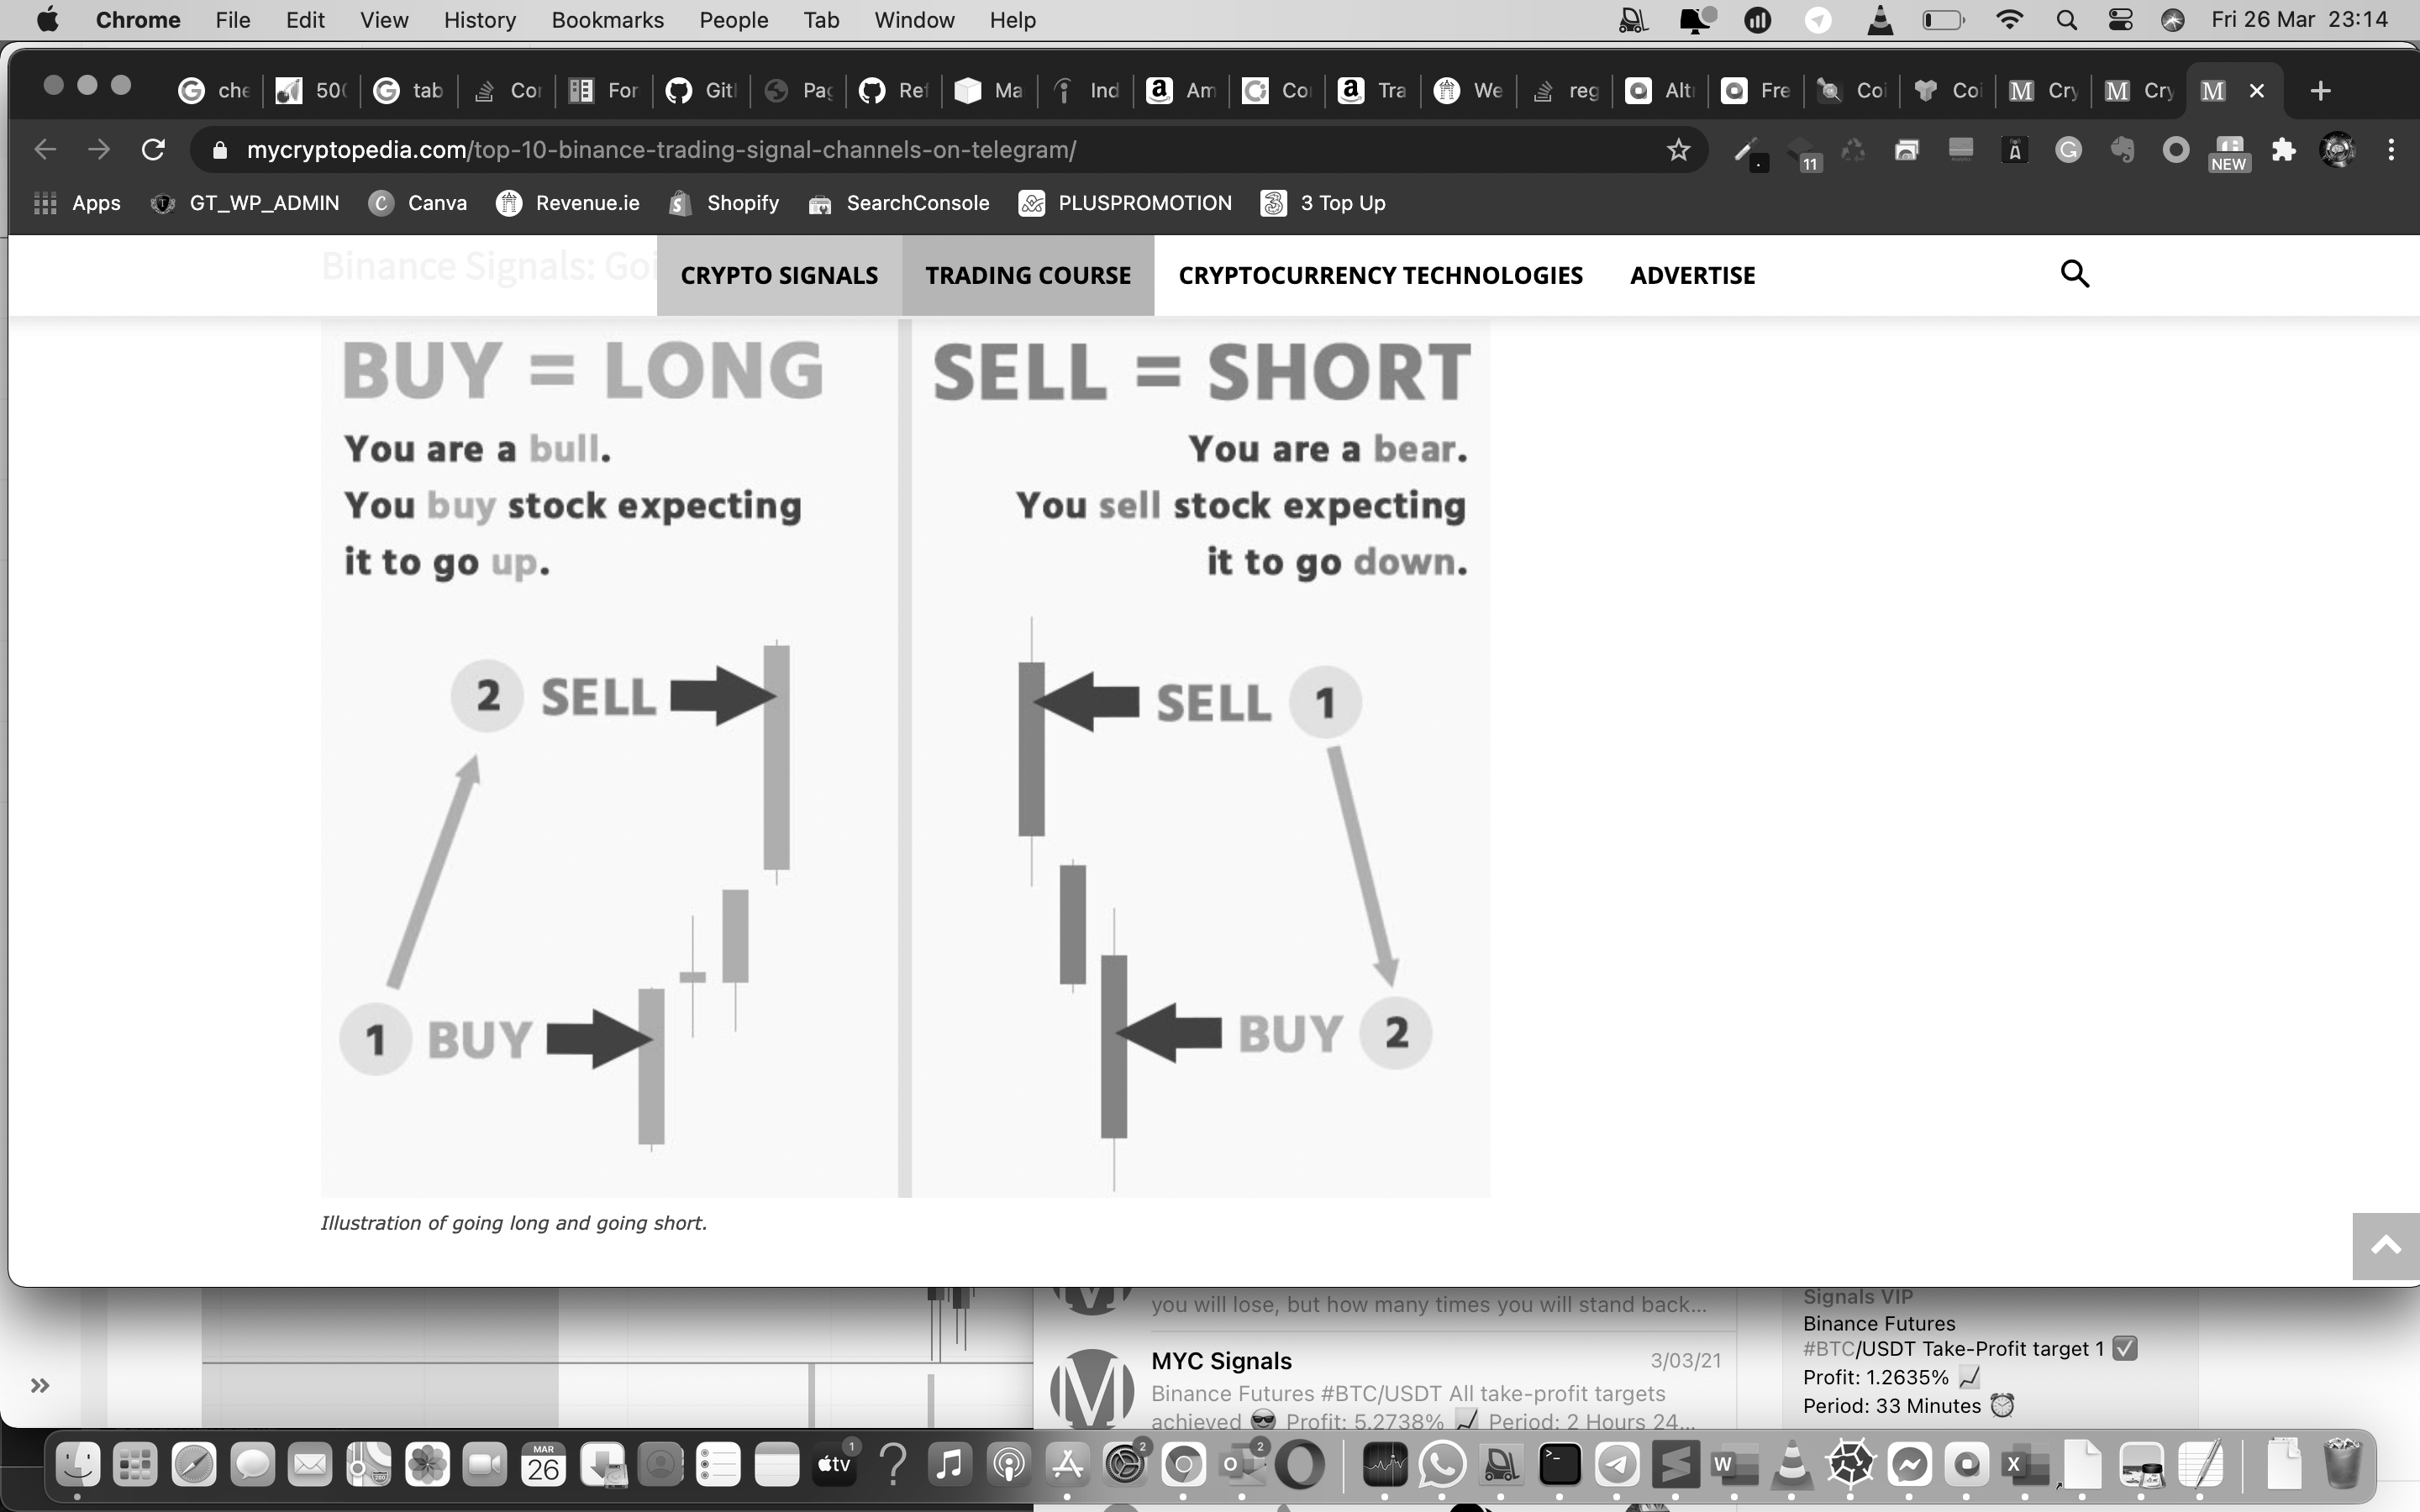 Chrome File Edit View History Bookmarks People Tab Window Help Fri 26 Mar 23:14
che 50 tab Cor For Git Pag Ref Ma Ind Am Co Tra We reg Alt Fre Coi Coi Cry Cry
mycryptopedia.com/top-10-binance-trading-signal-channels-on-telegram/
11 NEW
Apps GT_WP_ADMIN Canva Revenue.ie Shopify SearchConsole PLUSPROMOTION 3 Top Up
Binance Signals: Goi
CRYPTO SIGNALS TRADING COURSE CRYPTOCURRENCY TECHNOLOGIES ADVERTISE
BUY = LONG
You are a bull.
You buy stock expecting
it to go up.
2 SELL
1 BUY
SELL = SHORT
You are a bear.
You sell stock expecting
it to go down.
SELL 1
BUY 2
Illustration of going long and going short.
you will lose, but how many times you will stand back...
MYC Signals 3/03/21
Binance Futures #BTC/USDT All take-profit targets
achieved 😎 Profit: 5.2738% 📈 Period: 2 Hours 24...
Signals VIP
Binance Futures
#BTC/USDT Take-Profit target 1 ✅
Profit: 1.2635% 📈
Period: 33 Minutes ⏰
MAR
26
tv
1
2
2